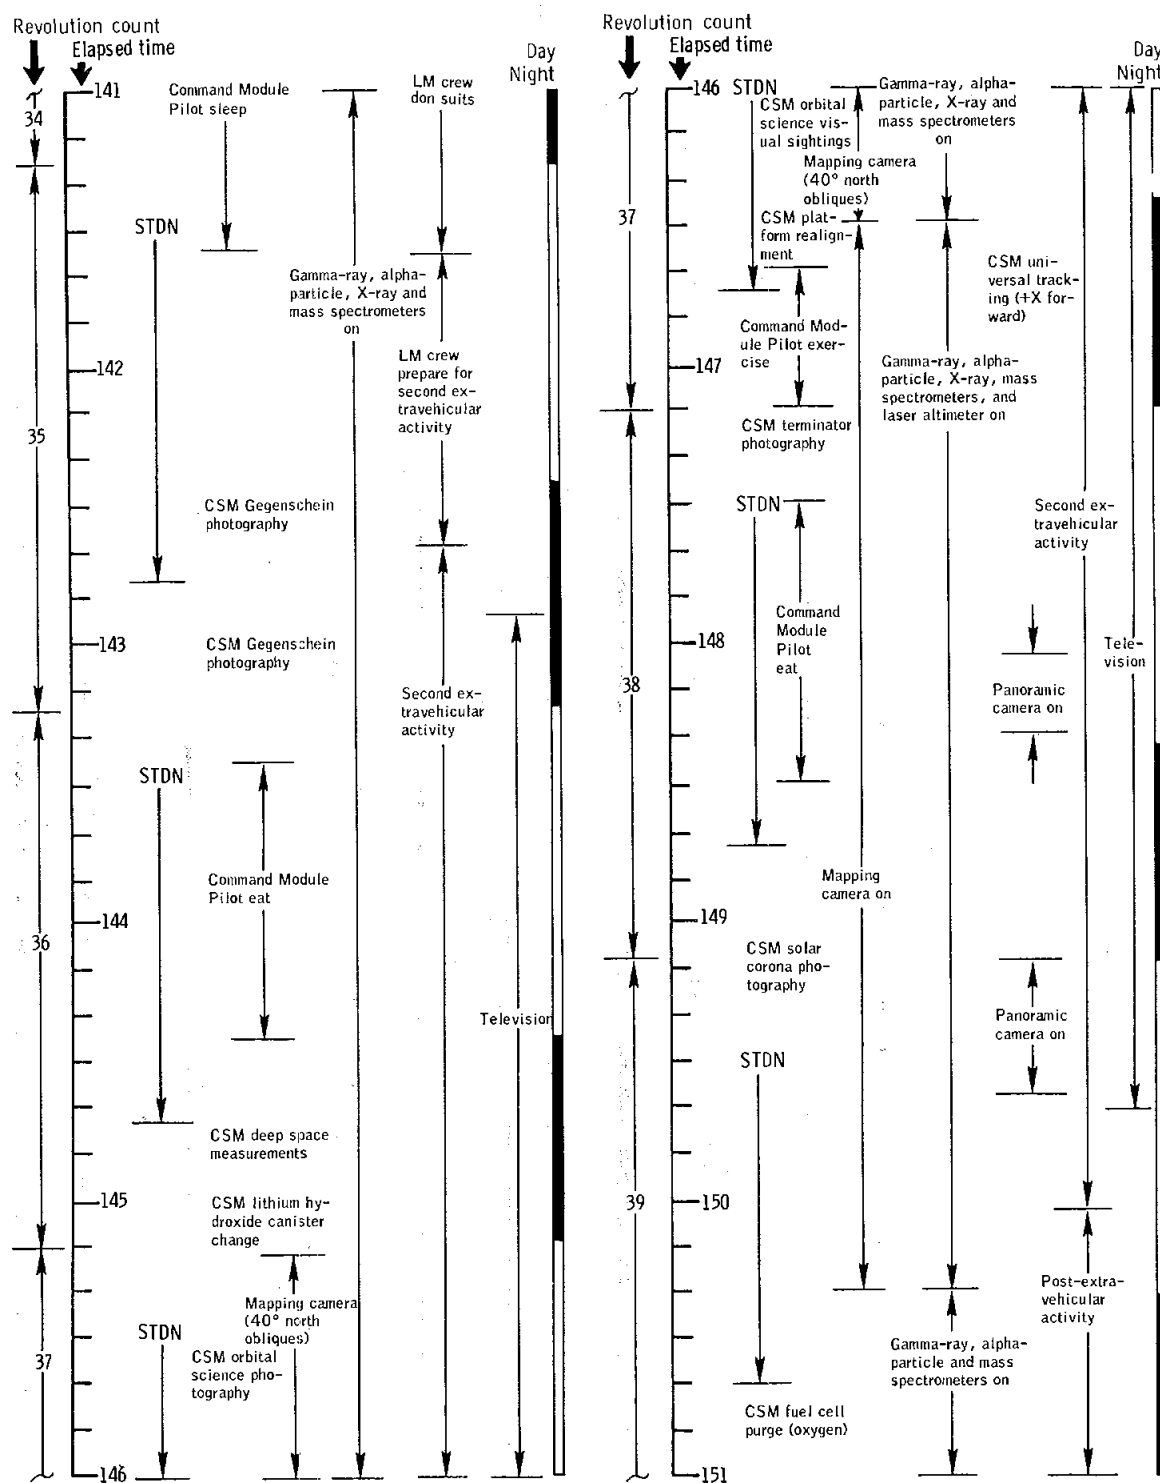 Revolution count
Elapsed time
Day
Night
141
34
Command Module
Pilot sleep
LM crew
don suits
STDN
Gamma-ray, alpha-
particle, X-ray and
mass spectrometers
on
LM crew
prepare for
second ex-
travehicular
activity
142
35
CSM Gegenschein
photography
143
CSM Gegenschein
photography
Second ex-
travehicular
activity
STDN
Command Module
Pilot eat
144
36
Television
CSM deep space
measurements
145
CSM lithium hy-
droxide canister
change
Mapping camera
(40° north
obliques)
STDN
CSM orbital
science pho-
tography
37
146
Revolution count
Elapsed time
Day
Night
146
STDN
CSM orbital
science vis-
ual sightings
Gamma-ray, alpha-
particle, X-ray and
mass spectrometers
on
Mapping camera
(40° north
obliques)
37
CSM plat-
form realign-
ment
CSM uni-
versal track-
ing (+X for-
ward)
Command Mod-
ule Pilot exer-
cise
147
Gamma-ray, alpha-
particle, X-ray, mass
spectrometers, and
laser altimeter on
CSM terminator
photography
STDN
Second ex-
travehicular
activity
Command
Module
Pilot
eat
148
Tele-
vision
38
Panoramic
camera on
Mapping
camera on
149
CSM solar
corona pho-
tography
Panoramic
camera on
STDN
39
150
Post-extra-
vehicular
activity
Gamma-ray, alpha-
particle and mass
spectrometers on
CSM fuel cell
purge (oxygen)
151